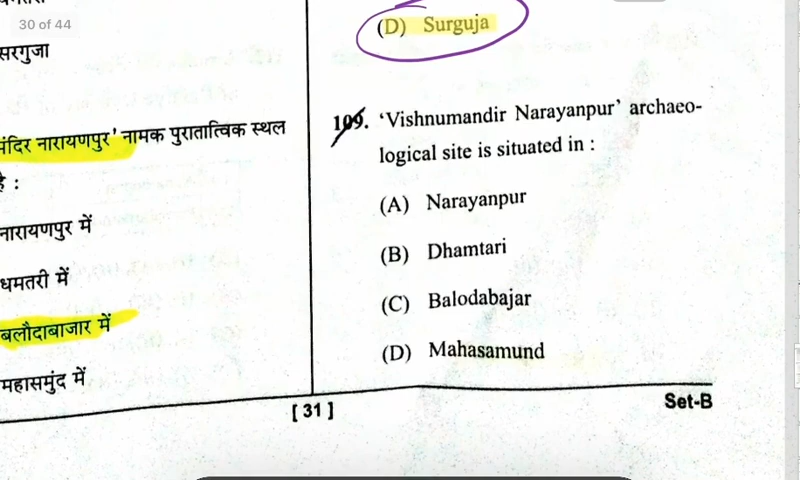 30 of 44
सरगुजा
मंदिर नारायणपुर' नामक पुरातात्विक स्थल
है :
नारायणपुर में
धमतरी में
बलौदाबाजार में
महासमुंद में
(D) Surguja
109. 'Vishnumandir Narayanpur' archaeo-
logical site is situated in :
(A) Narayanpur
(B) Dhamtari
(C) Balodabajar
(D) Mahasamund
[ 31 ]
Set-B